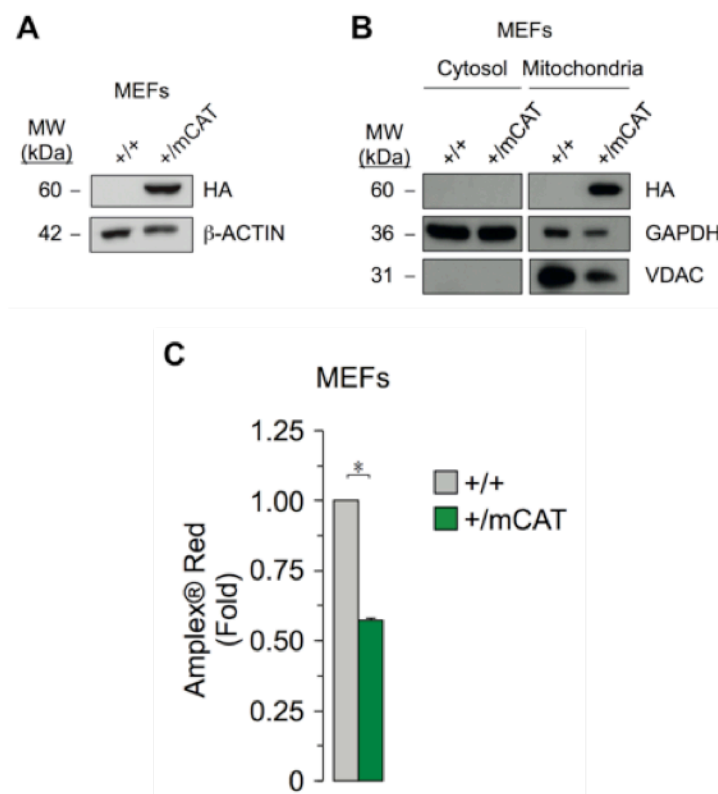 A
MEFs
MW
(kDa)
+/+
+/mCAT
60 –
HA
42 –
β-ACTIN
B
MEFs
Cytosol
Mitochondria
MW
(kDa)
+/+
+/mCAT
+/+
+/mCAT
60 –
HA
36 –
GAPDH
31 –
VDAC
C
MEFs
Amplex® Red
(Fold)
1.25
1.00
0.75
0.50
0.25
0
*
+/+
+/mCAT